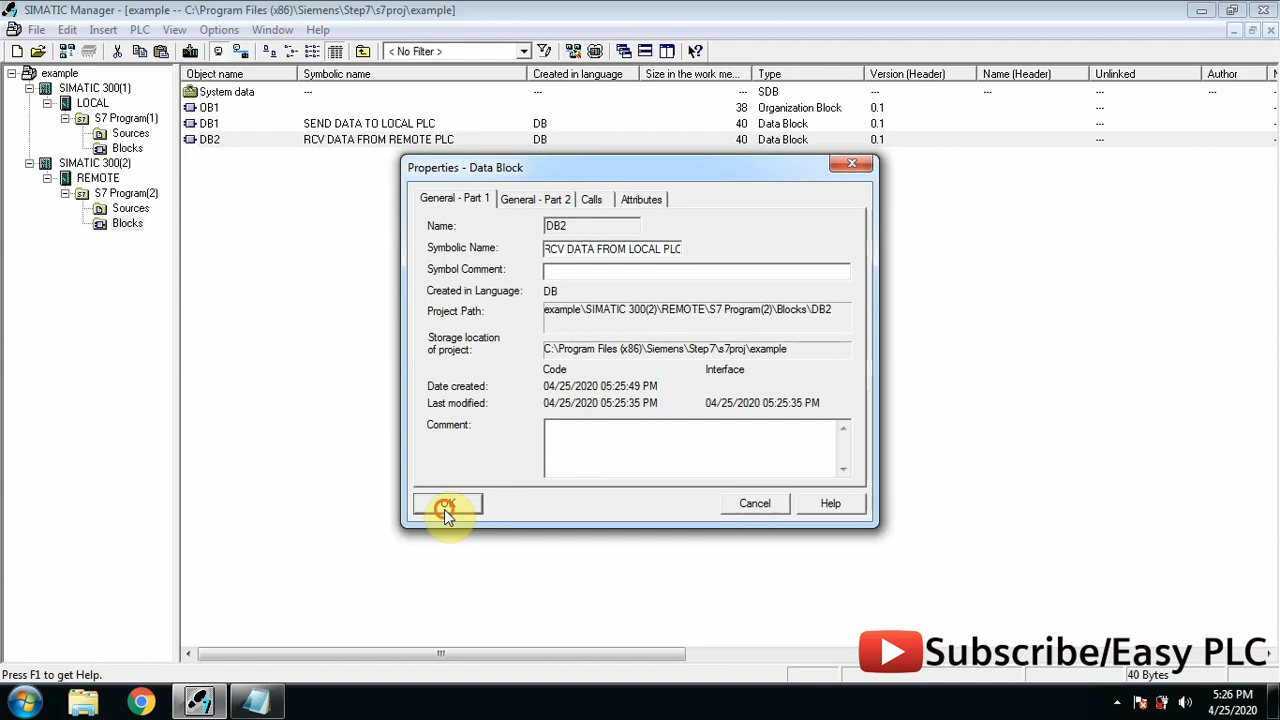 SIMATIC Manager - [example -- C:\Program Files (x86)\Siemens\Step7\s7proj\example]
File Edit Insert PLC View Options Window Help
< No Filter >
example
SIMATIC 300(1)
LOCAL
S7 Program(1)
Sources
Blocks
SIMATIC 300(2)
REMOTE
S7 Program(2)
Sources
Blocks
Object name Symbolic name Created in language Size in the work me... Type Version (Header) Name (Header) Unlinked Author
System data --- --- --- SDB --- --- --- ---
OB1 38 Organization Block 0.1
DB1 SEND DATA TO LOCAL PLC DB 40 Data Block 0.1
DB2 RCV DATA FROM REMOTE PLC DB 40 Data Block 0.1
Properties - Data Block
General - Part 1 General - Part 2 Calls Attributes
Name: DB2
Symbolic Name: RCV DATA FROM LOCAL PLC
Symbol Comment:
Created in Language: DB
Project Path: example\SIMATIC 300(2)\REMOTE\S7 Program(2)\Blocks\DB2
Storage location
of project: C:\Program Files (x86)\Siemens\Step7\s7proj\example
Code Interface
Date created: 04/25/2020 05:25:49 PM
Last modified: 04/25/2020 05:25:35 PM 04/25/2020 05:25:35 PM
Comment:
OK Cancel Help
Subscribe/Easy PLC
Press F1 to get Help. 40 Bytes
5:26 PM
4/25/2020